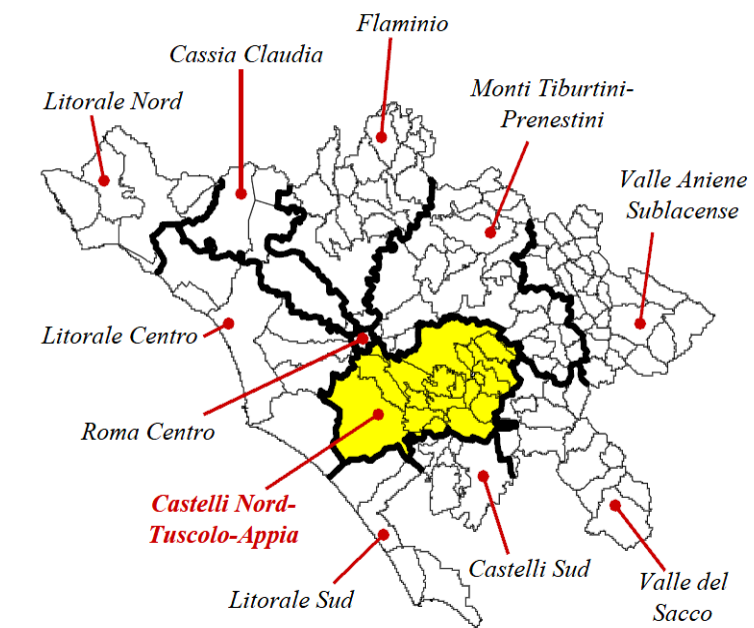 Flaminio
Cassia Claudia
Litorale Nord
Monti Tiburtini-
Prenestini
Valle Aniene
Sublacense
Litorale Centro
Roma Centro
Castelli Nord-
Tuscolo-Appia
Litorale Sud
Castelli Sud
Valle del
Sacco